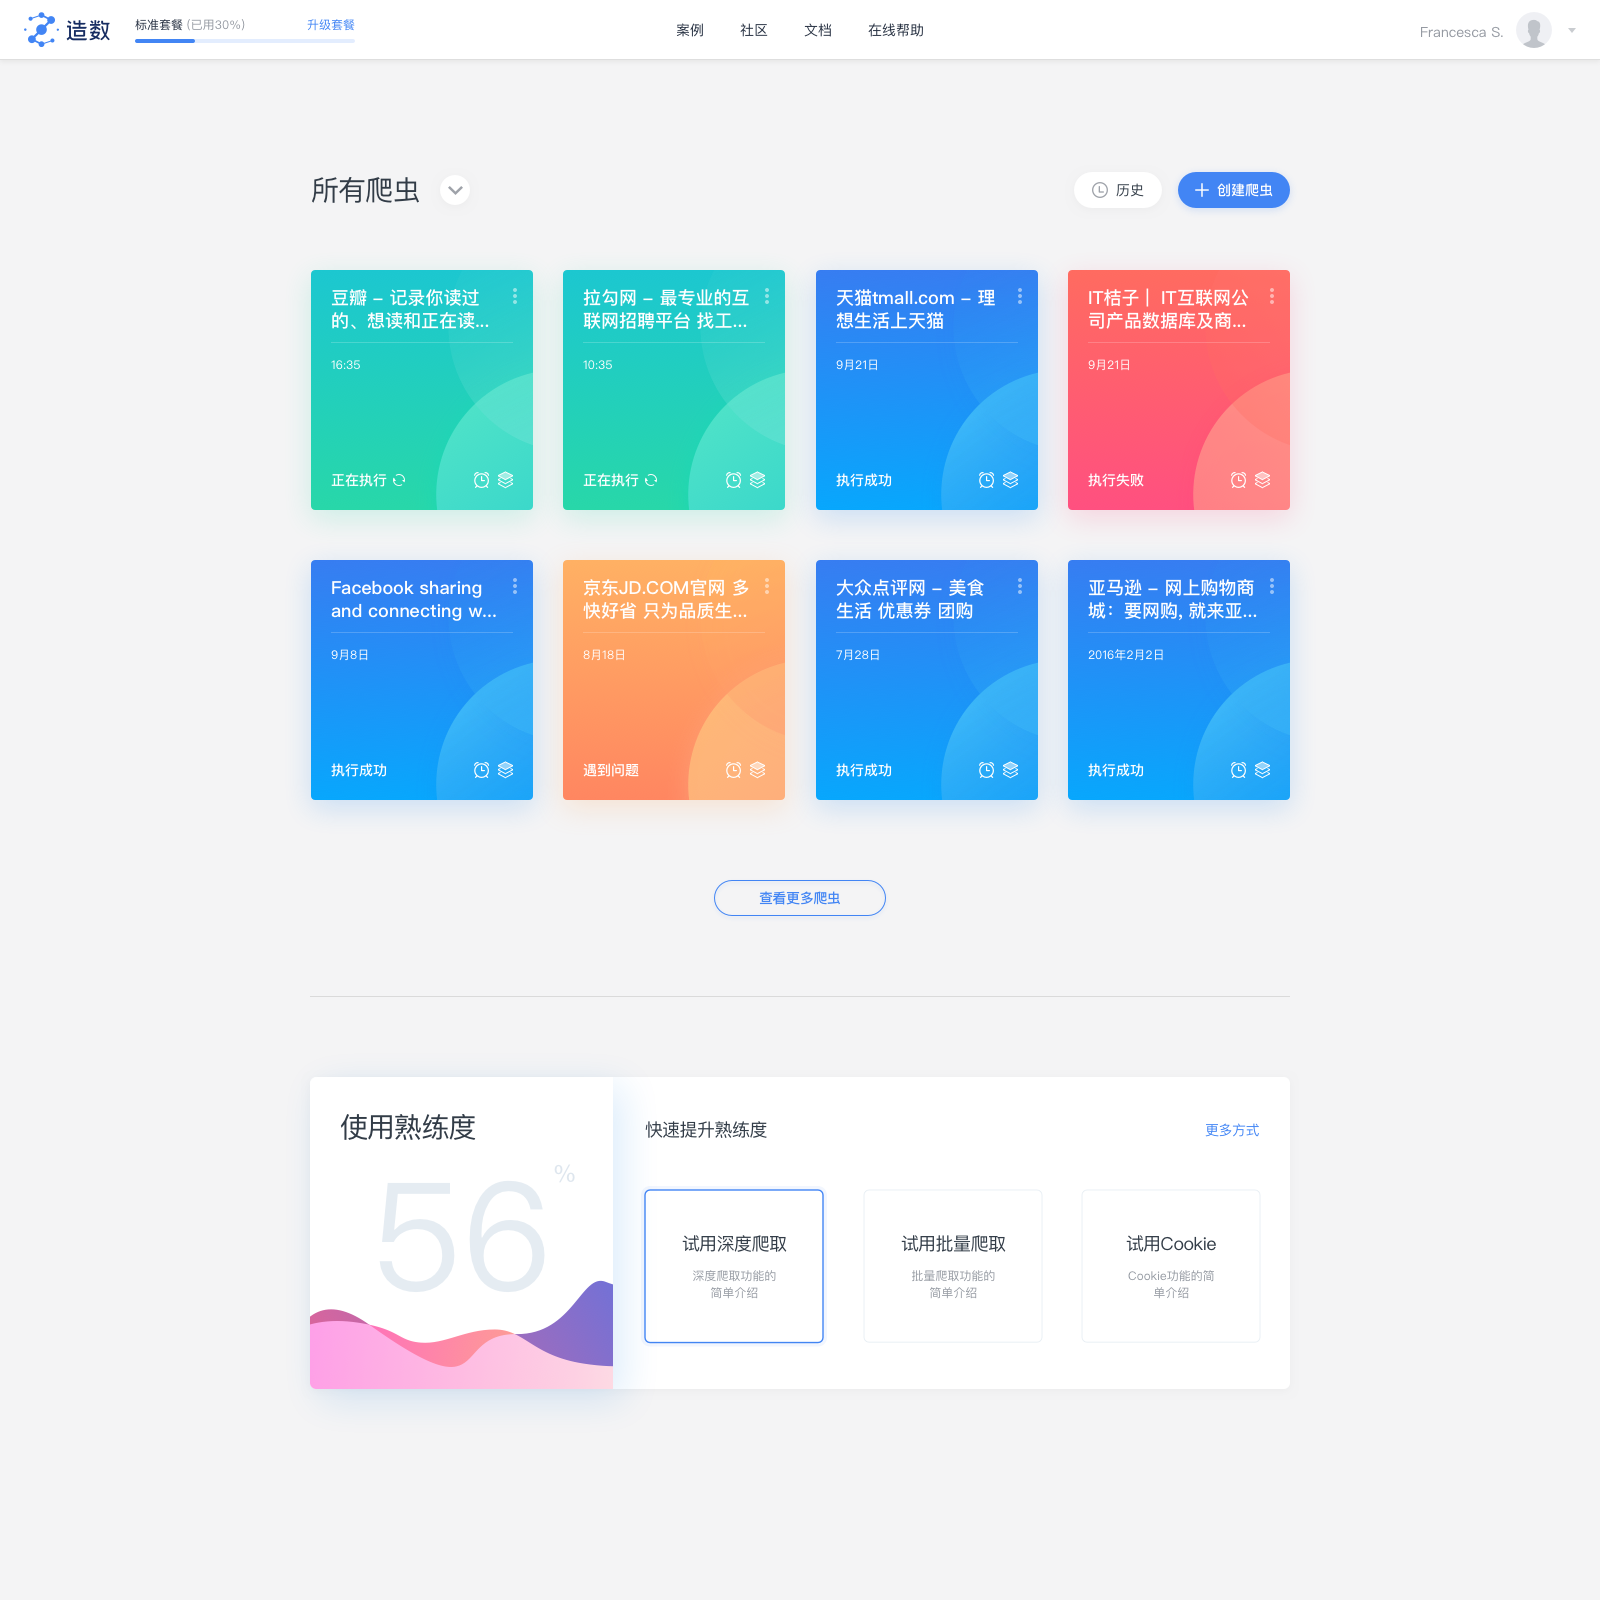 造数
标准套餐 (已用30%)
升级套餐
案例
社区
文档
在线帮助
Francesca S.
所有爬虫
历史
创建爬虫
豆瓣 – 记录你读过
的、想读和正在读...
16:35
正在执行
拉勾网 – 最专业的互
联网招聘平台 找工...
10:35
正在执行
天猫tmall.com – 理
想生活上天猫
9月21日
执行成功
IT桔子 | IT互联网公
司产品数据库及商...
9月21日
执行失败
Facebook sharing
and connecting w...
9月8日
执行成功
京东JD.COM官网 多
快好省 只为品质生...
8月18日
遇到问题
大众点评网 – 美食
生活 优惠券 团购
7月28日
执行成功
亚马逊 – 网上购物商
城：要网购, 就来亚...
2016年2月2日
执行成功
查看更多爬虫
使用熟练度
56%
快速提升熟练度
更多方式
试用深度爬取
深度爬取功能的
简单介绍
试用批量爬取
批量爬取功能的
简单介绍
试用Cookie
Cookie功能的简
单介绍